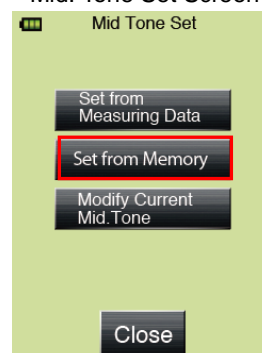 Mid. Tone Set Screen
Mid Tone Set
Set from
Measuring Data
Set from Memory
Modify Current
Mid.Tone
Close